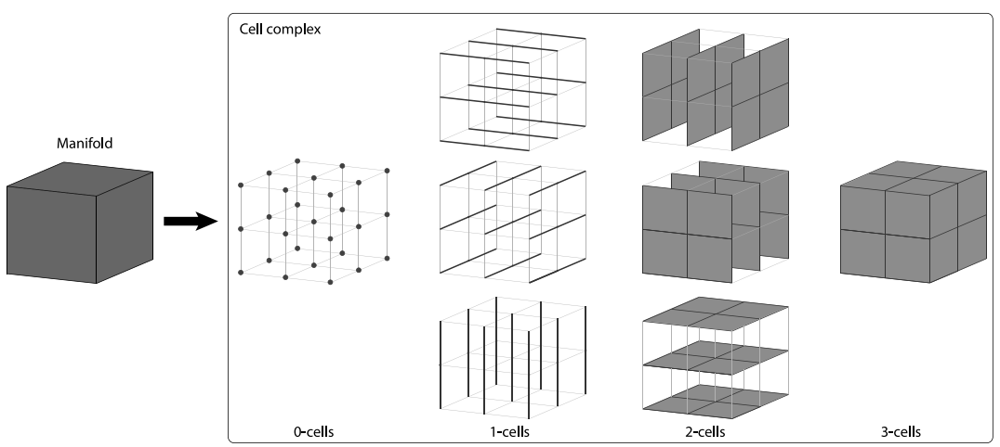 Cell complex
Manifold
0-cells
1-cells
2-cells
3-cells